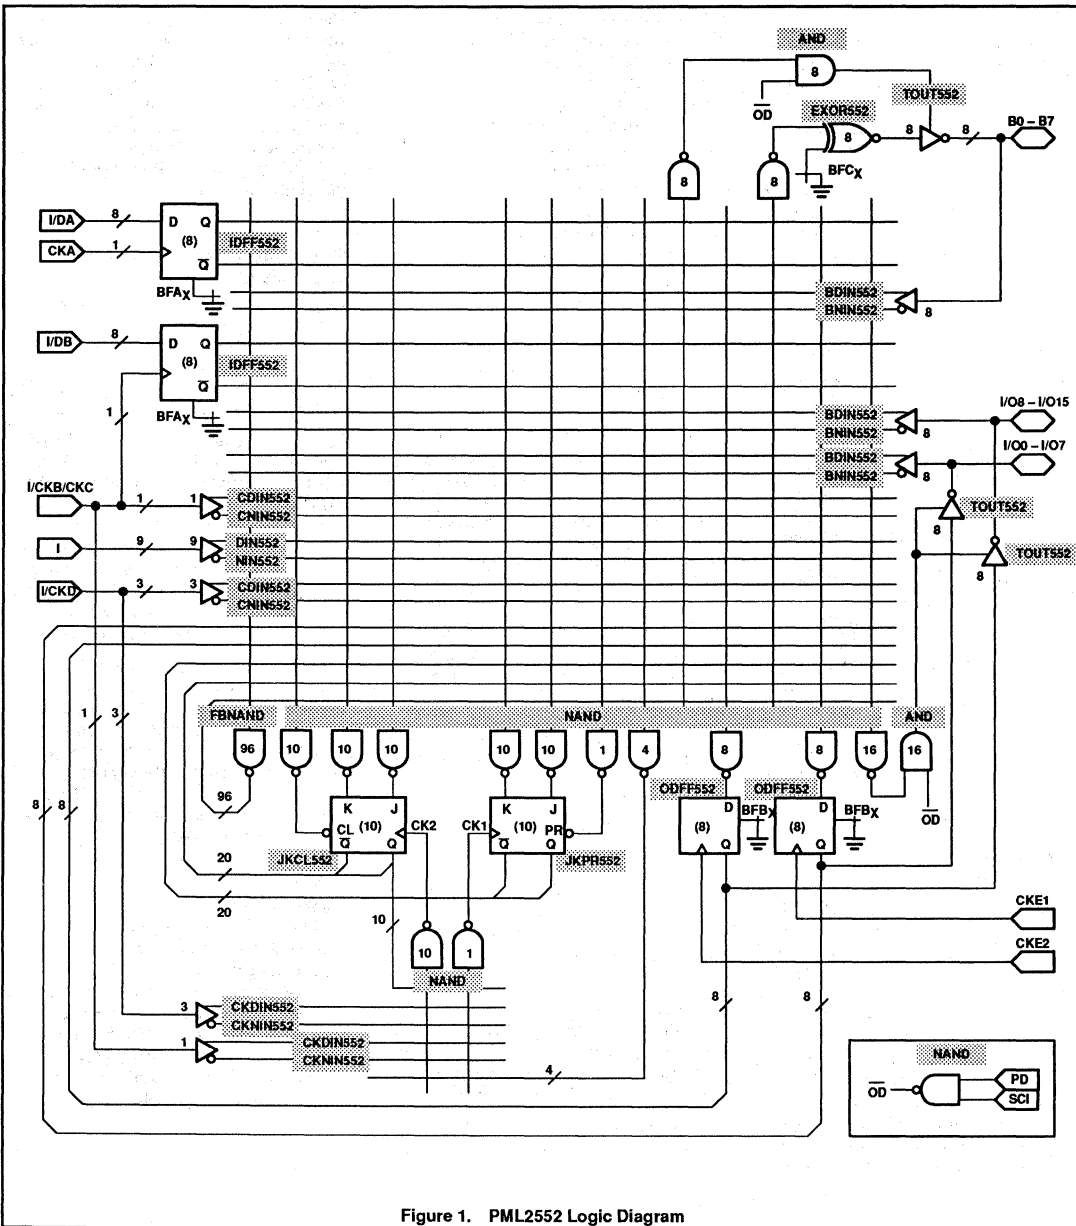 AND
8
OD
TOUT552
EXOR552
8
8
8
B0 – B7
8
8
BFCX
I/DA
8
D Q
(8)
IDFF552
CKA
1
Q
BFAX
BDIN552
BNIN552
8
I/DB
8
D Q
(8)
IDFF552
Q
1
BFAX
BDIN552
BNIN552
8
I/O8 – I/O15
I/O0 – I/O7
BDIN552
BNIN552
8
I/CKB/CKC
1
1
CDIN552
CNIN552
TOUT552
8
I
9
9
DIN552
NIN552
TOUT552
8
I/CKD
3
3
CDIN552
CNIN552
1
3
FBNAND
NAND
AND
96
10
10
10
10
10
1
4
8
8
16
16
ODFF552
ODFF552
96
8
8
K J
(10)
CL
Q Q
CK2
CK1
K J
(10)
PR
Q Q
D
(8)
Q
BFBX
D
(8)
Q
BFBX
OD
JKCL552
JKPR552
20
20
CKE1
CKE2
10
10
1
NAND
8
8
3
CKDIN552
CKNIN552
1
CKDIN552
CKNIN552
4
NAND
OD
PD
SCI
Figure 1. PML2552 Logic Diagram